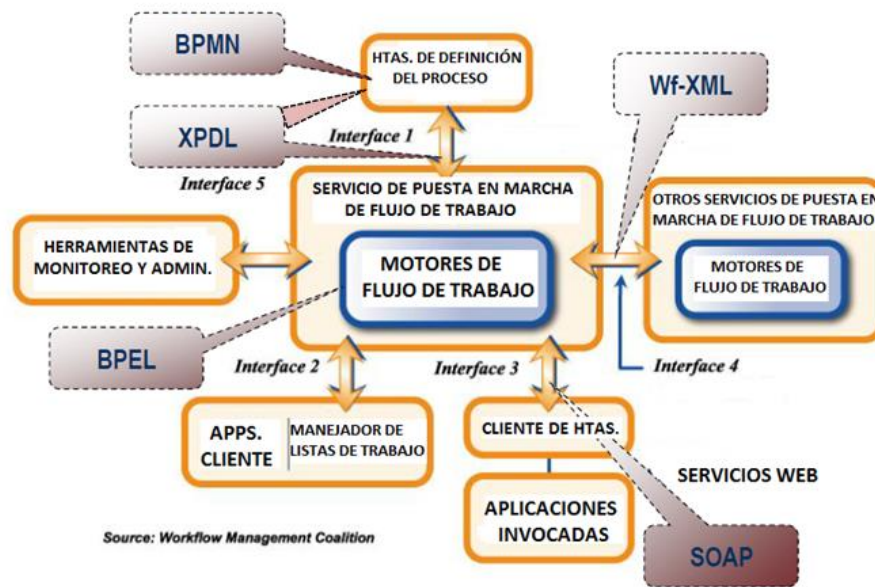 BPMN
HTAS. DE DEFINICIÓN
DEL PROCESO
Wf-XML
XPDL
Interface 1
Interface 5
SERVICIO DE PUESTA EN MARCHA
DE FLUJO DE TRABAJO
OTROS SERVICIOS DE PUESTA EN
MARCHA DE FLUJO DE TRABAJO
HERRAMIENTAS DE
MONITOREO Y ADMIN.
MOTORES DE
FLUJO DE TRABAJO
MOTORES DE
FLUJO DE TRABAJO
BPEL
Interface 2
Interface 3
Interface 4
APPS.
CLIENTE
MANEJADOR DE
LISTAS DE TRABAJO
CLIENTE DE HTAS.
SERVICIOS WEB
APLICACIONES
INVOCADAS
Source: Workflow Management Coalition
SOAP